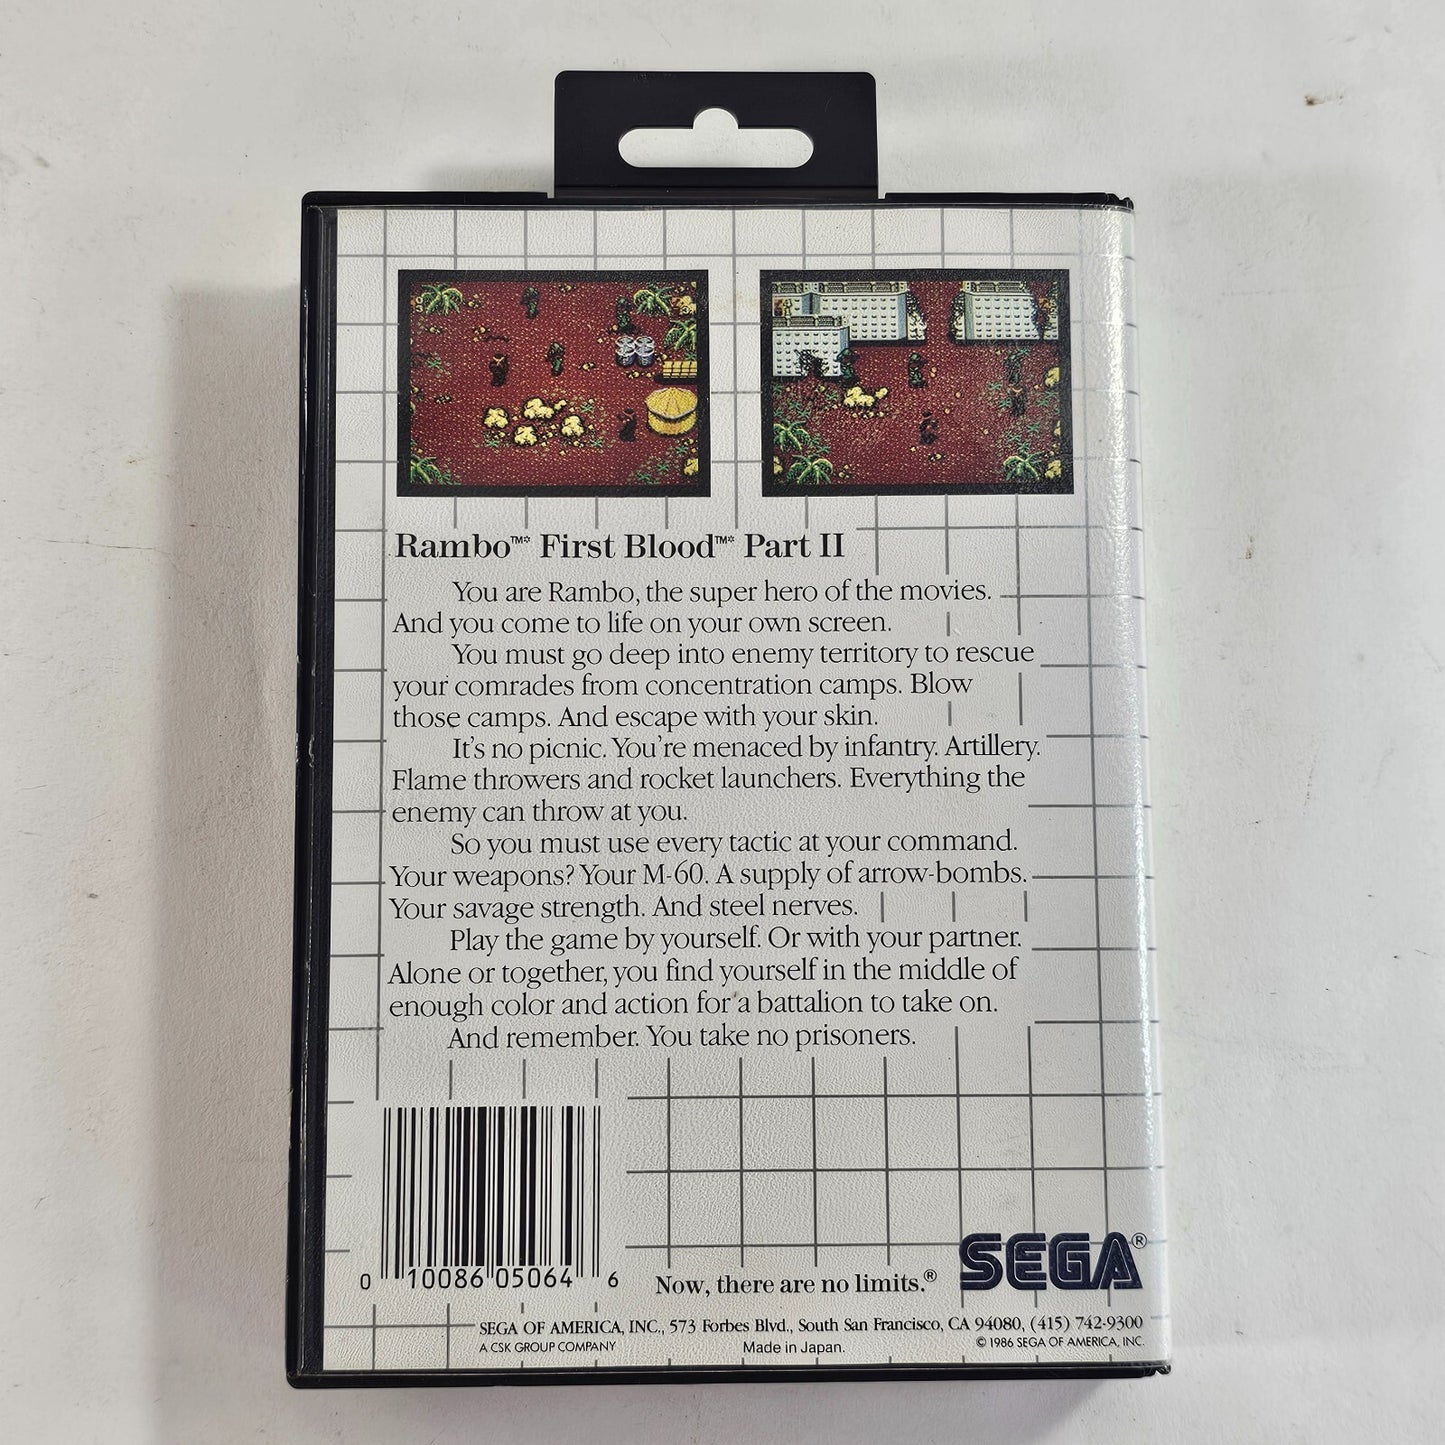 Rambo™* First Blood™* Part II
You are Rambo, the super hero of the movies.
And you come to life on your own screen.
You must go deep into enemy territory to rescue
your comrades from concentration camps. Blow
those camps. And escape with your skin.
It's no picnic. You're menaced by infantry. Artillery.
Flame throwers and rocket launchers. Everything the
enemy can throw at you.
So you must use every tactic at your command.
Your weapons? Your M-60. A supply of arrow-bombs.
Your savage strength. And steel nerves.
Play the game by yourself. Or with your partner.
Alone or together, you find yourself in the middle of
enough color and action for a battalion to take on.
And remember. You take no prisoners.
0 10086 05064 6
Now, there are no limits.®
SEGA®
SEGA OF AMERICA, INC., 573 Forbes Blvd., South San Francisco, CA 94080, (415) 742-9300
A CSK GROUP COMPANY Made in Japan. © 1986 SEGA OF AMERICA, INC.